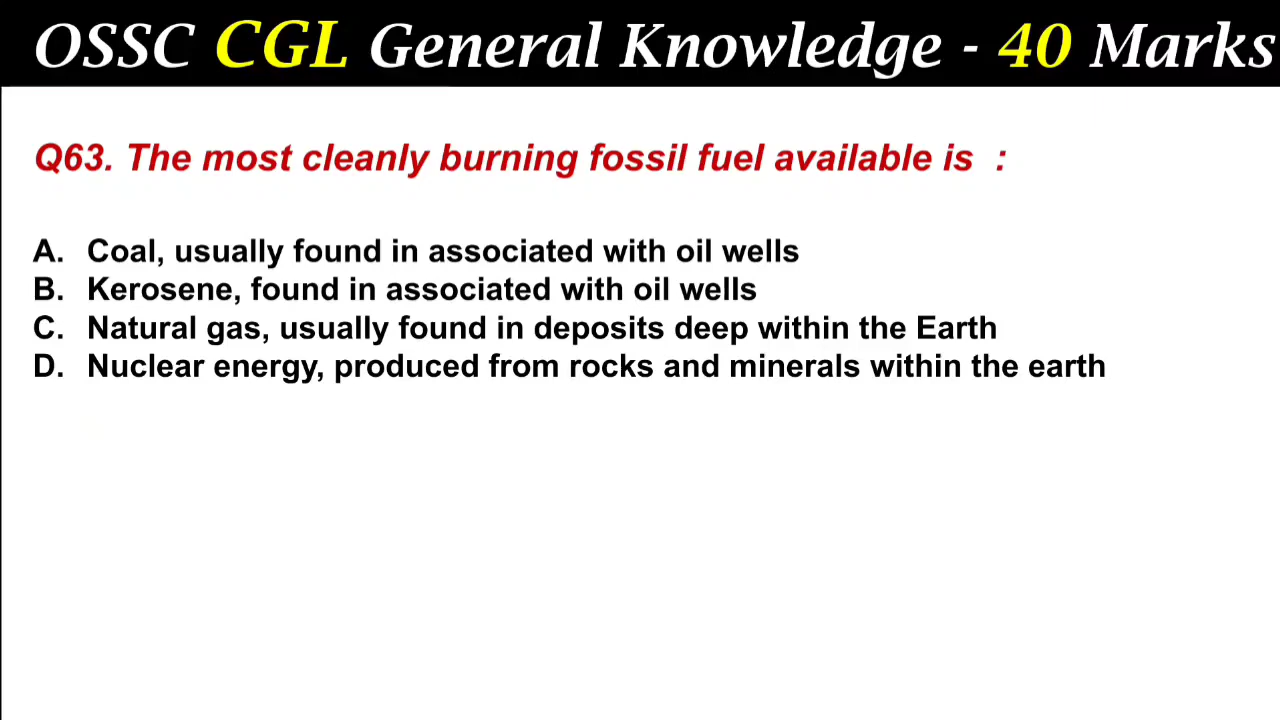 OSSC CGL General Knowledge - 40 Marks
Q63. The most cleanly burning fossil fuel available is :
A. Coal, usually found in associated with oil wells
B. Kerosene, found in associated with oil wells
C. Natural gas, usually found in deposits deep within the Earth
D. Nuclear energy, produced from rocks and minerals within the earth